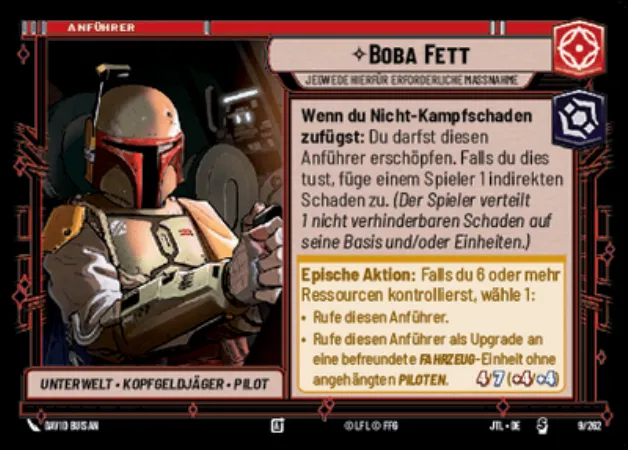 ANFÜHRER
BOBA FETT
JEDWEDE HIERFÜR ERFORDERLICHE MASSNAHME
Wenn du Nicht-Kampfschaden
zufügst: Du darfst diesen
Anführer erschöpfen. Falls du dies
tust, füge einem Spieler 1 indirekten
Schaden zu. (Der Spieler verteilt
1 nicht verhinderbaren Schaden auf
seine Basis und/oder Einheiten.)
Epische Aktion: Falls du 6 oder mehr
Ressourcen kontrollierst, wähle 1:
• Rufe diesen Anführer.
• Rufe diesen Anführer als Upgrade an
eine befreundete FAHRZEUG-Einheit ohne
angehängten PILOTEN. 4/7 (+4/+4)
UNTERWELT • KOPFGELDJÄGER • PILOT
DAVID BUISAN
A
© LFL © FFG
JTL • DE
S
9/262